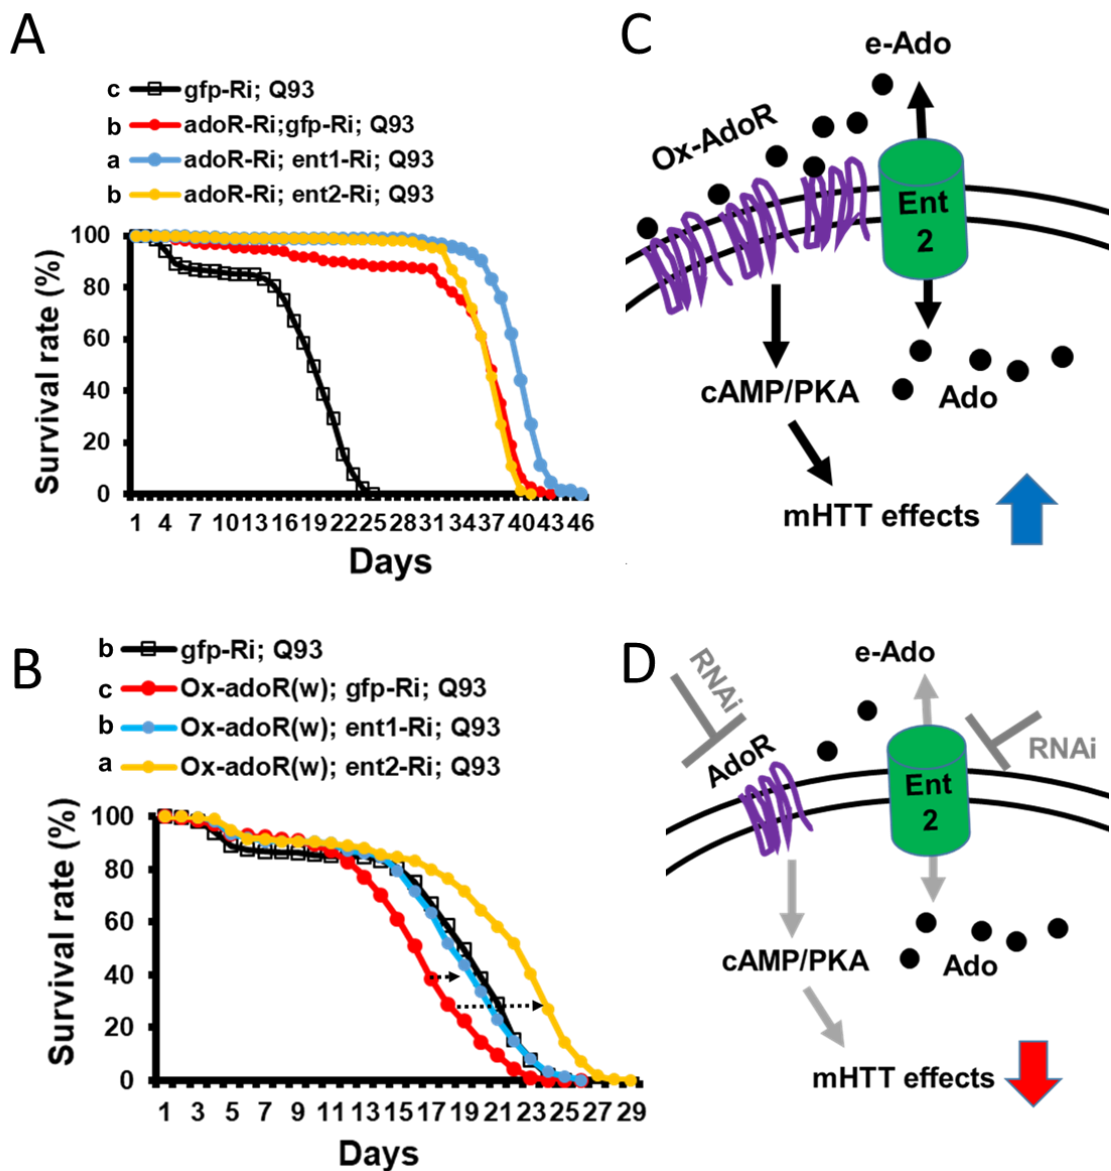 A
c gfp-Ri; Q93
b adoR-Ri;gfp-Ri; Q93
a adoR-Ri; ent1-Ri; Q93
b adoR-Ri; ent2-Ri; Q93
Survival rate (%)
100
80
60
40
20
0
1 4 7 10 13 16 19 22 25 28 31 34 37 40 43 46
Days
B
b gfp-Ri; Q93
c Ox-adoR(w); gfp-Ri; Q93
b Ox-adoR(w); ent1-Ri; Q93
a Ox-adoR(w); ent2-Ri; Q93
Survival rate (%)
100
80
60
40
20
0
1 3 5 7 9 11 13 15 17 19 21 23 25 27 29
Days
C
e-Ado
Ox-AdoR
Ent
2
cAMP/PKA
Ado
mHTT effects
D
e-Ado
RNAi
RNAi
AdoR
Ent
2
cAMP/PKA
Ado
mHTT effects